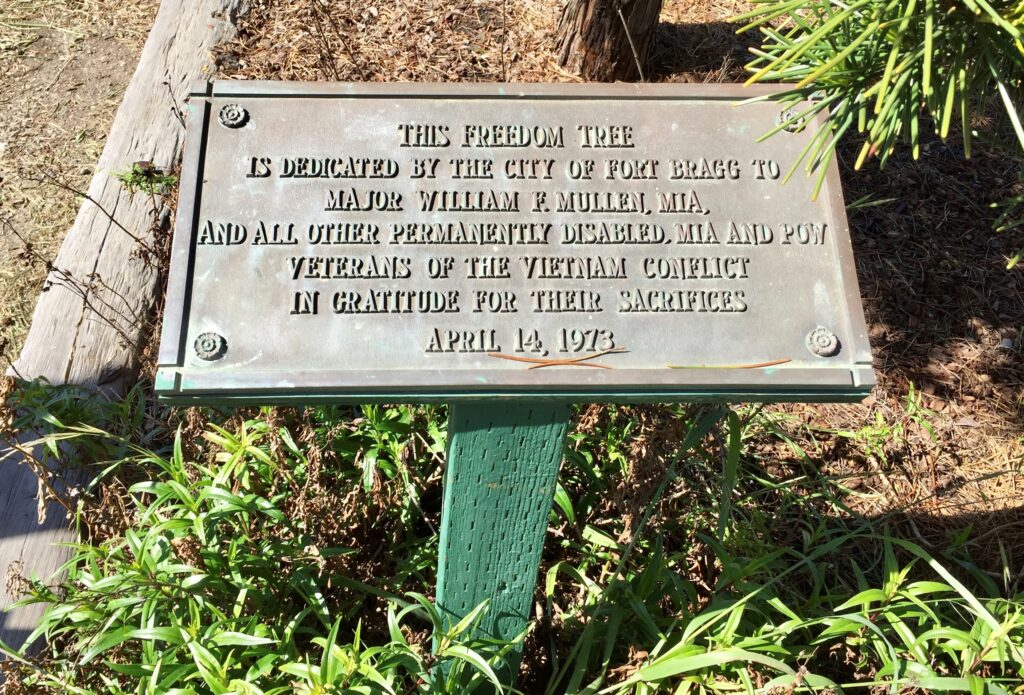 THIS FREEDOM TREE
IS DEDICATED BY THE CITY OF FORT BRAGG TO
MAJOR WILLIAM F. MULLEN, MIA,
AND ALL OTHER PERMANENTLY DISABLED, MIA AND POW
VETERANS OF THE VIETNAM CONFLICT
IN GRATITUDE FOR THEIR SACRIFICES
APRIL 14, 1973